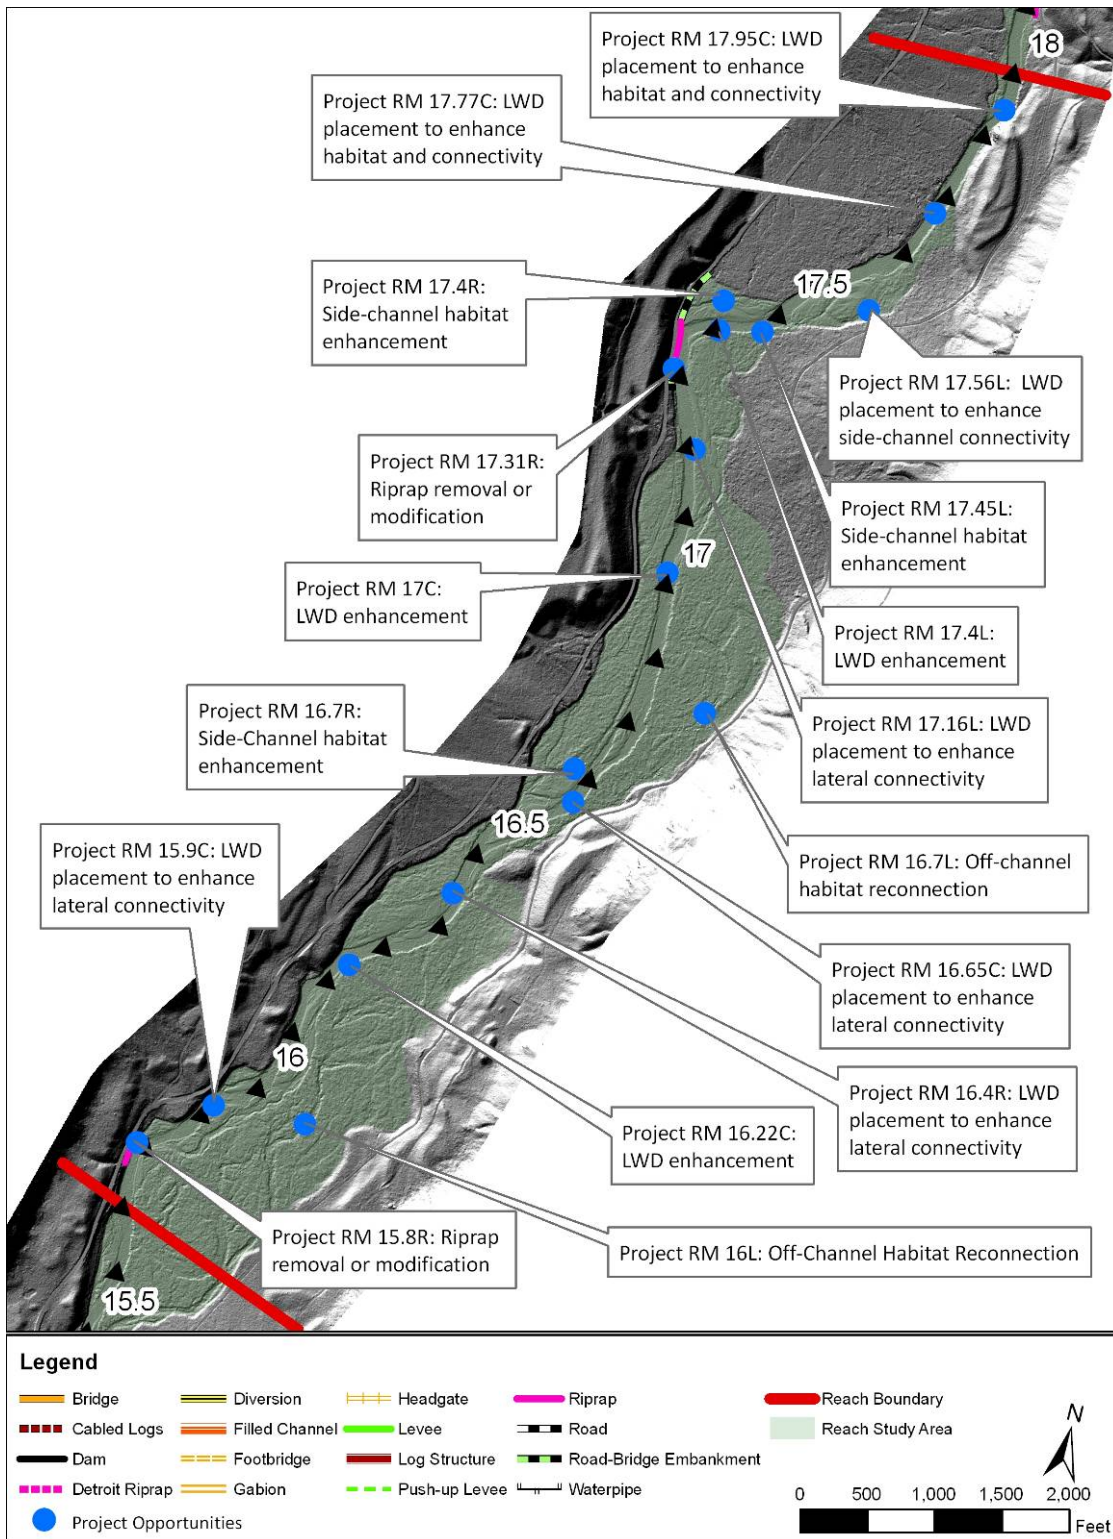 Project RM 17.95C: LWD
placement to enhance
habitat and connectivity
18
Project RM 17.77C: LWD
placement to enhance
habitat and connectivity
Project RM 17.4R:
Side-channel habitat
enhancement
17.5
Project RM 17.56L: LWD
placement to enhance
side-channel connectivity
Project RM 17.31R:
Riprap removal or
modification
Project RM 17.45L:
Side-channel habitat
enhancement
17
Project RM 17C:
LWD enhancement
Project RM 17.4L:
LWD enhancement
Project RM 16.7R:
Side-Channel habitat
enhancement
Project RM 17.16L: LWD
placement to enhance
lateral connectivity
16.5
Project RM 15.9C: LWD
placement to enhance
lateral connectivity
Project RM 16.7L: Off-channel
habitat reconnection
Project RM 16.65C: LWD
placement to enhance
lateral connectivity
16
Project RM 16.4R: LWD
placement to enhance
lateral connectivity
Project RM 16.22C:
LWD enhancement
Project RM 15.8R: Riprap
removal or modification
Project RM 16L: Off-Channel Habitat Reconnection
15.5
Legend
Bridge
Cabled Logs
Dam
Detroit Riprap
Project Opportunities
Diversion
Filled Channel
Footbridge
Gabion
Headgate
Levee
Log Structure
Push-up Levee
Riprap
Road
Road-Bridge Embankment
Waterpipe
Reach Boundary
Reach Study Area
N
0 500 1,000 1,500 2,000
Feet